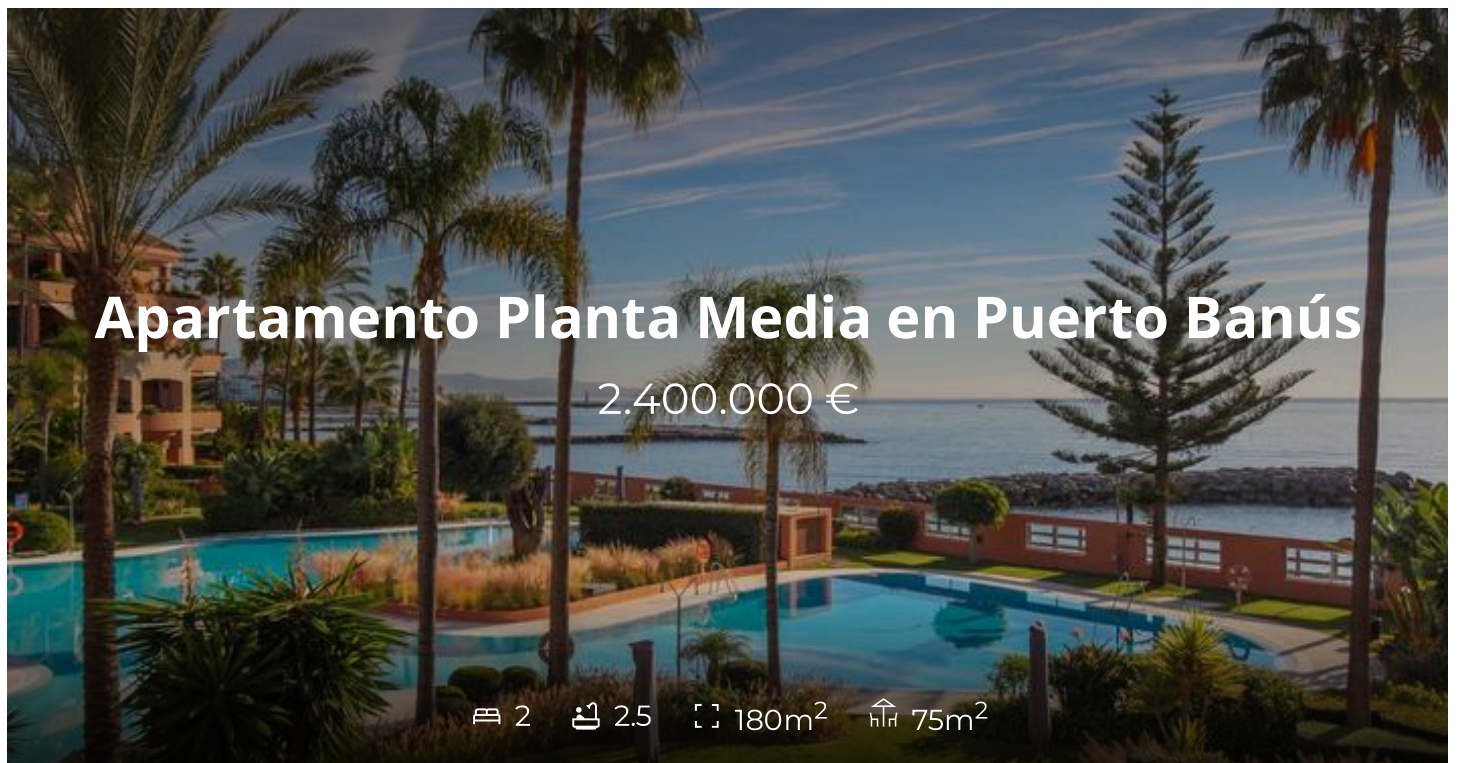 Apartamento Planta Media en Puerto Banús
2.400.000 €
2 2.5 180m² 75m²